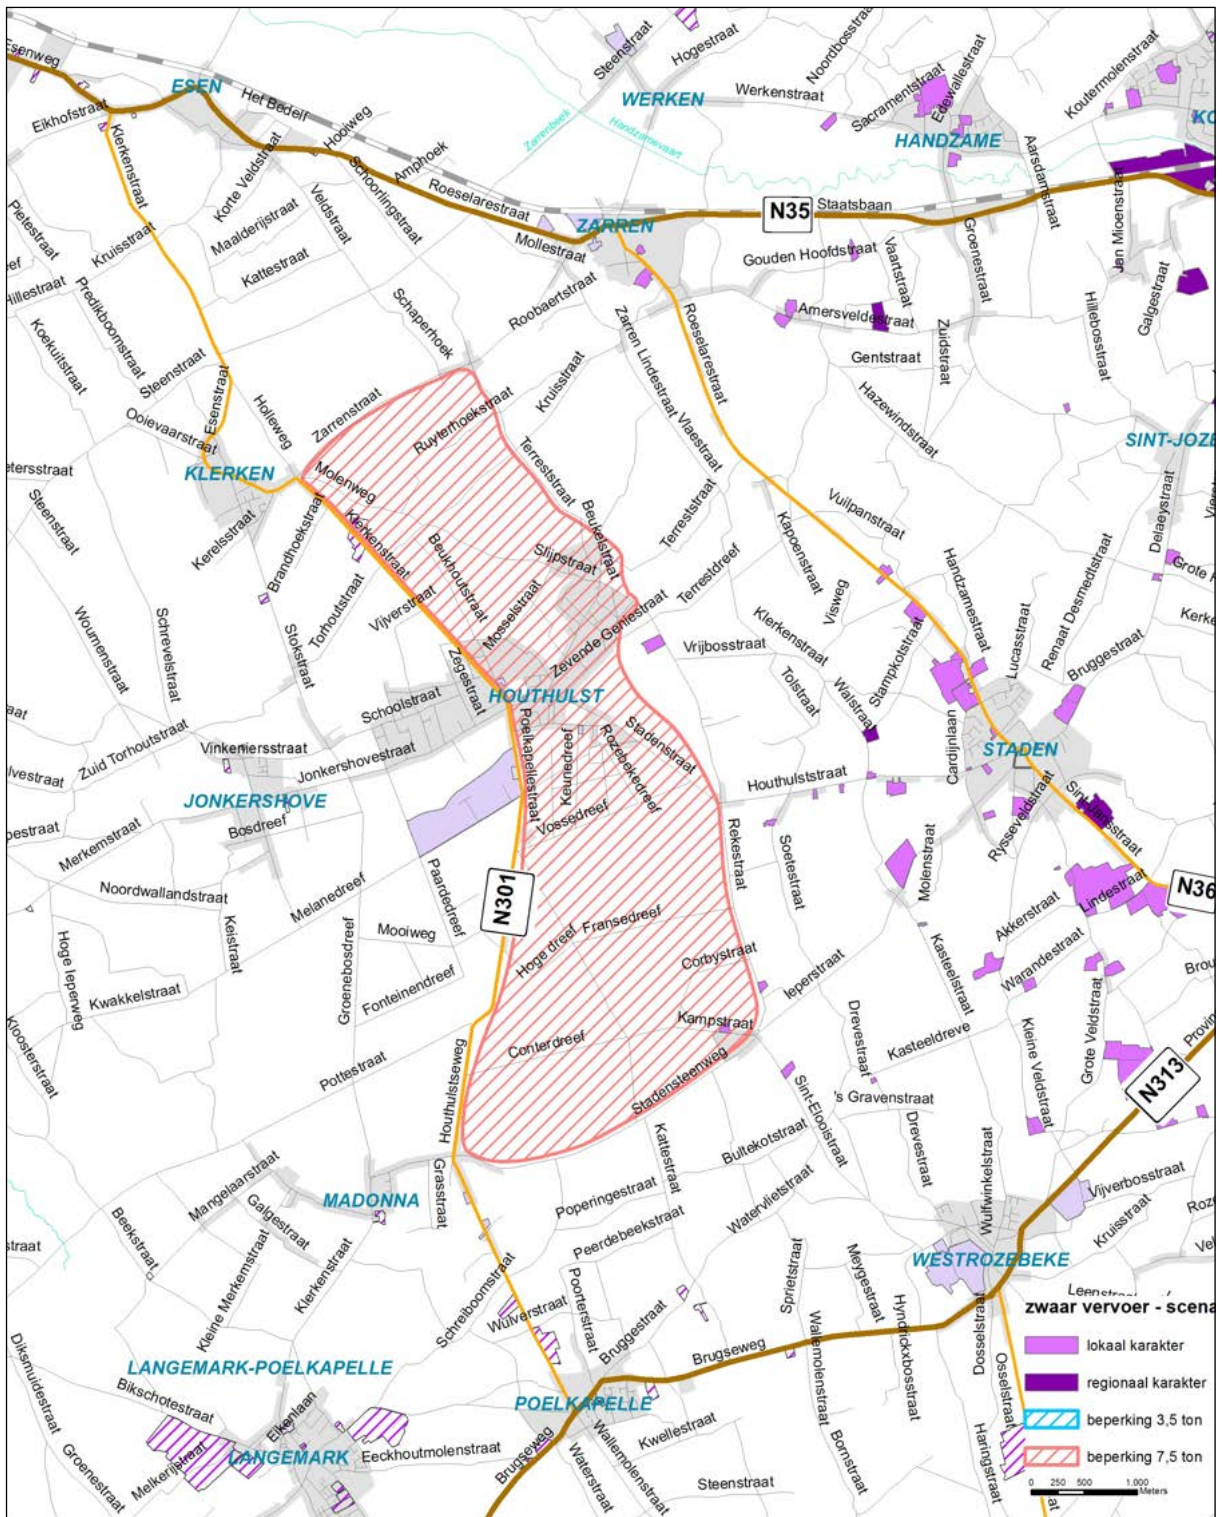 Esenweg
ESEN
Eikhofstraat
Het Bedelf
Hooiweg
Klerkenstraat
Korte Veldstraat
Amphoek
Schoorlingstraat
Veldstraat
Maalderijstraat
Kattestraat
Roeselarestraat
Mollestraat
ZARREN
Pietestraat
Kruisstraat
Hillestraat
Predikboomstraat
Koekuitstraat
Steenstraat
Esenstraat
Ooievaarstraat
Holleweg
KLERKEN
Schaperhoek
Roobaertstraat
Steenstraat
Hogestraat
Noordbosstraat
WERKEN
Werkenstraat
Zarrenbeek
Handzamevaart
Sacramentstraat
Edewallestraat
HANDZAME
Koutermolenstraat
KO
Aarsdamstraat
N35
Staatsbaan
Gouden Hoofdstraat
Vaartstraat
Groenestraat
Jan Mioenstraat
Galgestraat
Amersveldestraat
Zuidstraat
Gentstraat
Hillebosstraat
Hazewindstraat
SINT-JOZE
Zarren Lindestraat
Roeselarestraat
Kruisstraat
Vlaestraat
Zarrenstraat
Ruyterhoekstraat
Molenweg
Terreststraat
Beukelstraat
Terreststraat
Klerkenstraat
Slijpstraat
Beukhoutstraat
Vijverstraat
Mosselstraat
Zevende Geniestraat
Terrestdreef
Kapoenstraat
Visweg
Vuilpanstraat
Handzamestraat
Delaeystraat
Grote
Kerke
Renaat Desmedtstraat
Lucasstraat
Bruggestraat
Klerkenstraat
Stampkotstraat
Vrijbosstraat
Tolstraat
Walstraat
Cardijnlaan
STADEN
etersstraat
Steenstraat
Kerelsstraat
Brandhoekstraat
Torhoutstraat
Woumenstraat
Schrevelstraat
Stokstraat
Zegestraat
HOUTHULST
Schoolstraat
Poelkapellestraat
Keunedreef
Rozebekedreef
Stadenstraat
Vossedreef
aat
Zuid Torhoutstraat
Vinkeniersstraat
Jonkershovestraat
JONKERSHOVE
Bosdreef
Merkemstraat
Houthulststraat
Rysseveldstraat
Rekestraat
Soetestraat
Molenstraat
Akkerstraat
Lindestraat
N36
Noordwallandstraat
Melanedreef
Paardedreef
Keistraat
Mooiweg
N301
Hoge dreef
Fransedreef
Corbystraat
Ieperstraat
Kasteelstraat
Warandestraat
Brou
Hoge Ieperweg
Kwakkelstraat
Groenebosdreef
Fonteinendreef
Kampstraat
Drevestraat
Kasteeldreve
Kleine Veldstraat
Grote Veldstraat
Provin
Kloosterstraat
Pottestraat
Houthulstseweg
Conterdreef
Stadensteenweg
Sint-Elooistraat
's Gravenstraat
N313
Mangelaarstraat
MADONNA
Grasstraat
Kattestraat
Bultekotstraat
Drevestraat
Wulfwinkelstraat
Vijverbosstraat
Galgestraat
Poperingestraat
Watervlietstraat
Kruisstraat
Roze
straat
Beekstraat
Kleine Merkemstraat
Klerkenstraat
Schreiboomstraat
Peerdebeekstraat
Sprietstraat
Meygestraat
WESTROZEBEKE
Wulverstraat
Poorterstraat
Bruggestraat
Hyndrickxbosstraat
Dosselstraat
Diksmuidestraat
LANGEMARK-POELKAPELLE
Brugseweg
Wallemolenstraat
Osselstraat
Bikschotestraat
Eikenlaan
POELKAPELLE
Melkerijstraat
LANGEMARK
Eeckhoutmolenstraat
Groenestraat
Brugseweg
Waterstraat
Wallemolenstraat
Kwellestraat
Steenstraat
Bornstraat
Haringstraat
zwaar vervoer - scena
lokaal karakter
regionaal karakter
beperking 3,5 ton
beperking 7,5 ton
0 250 500 1.000
Meters